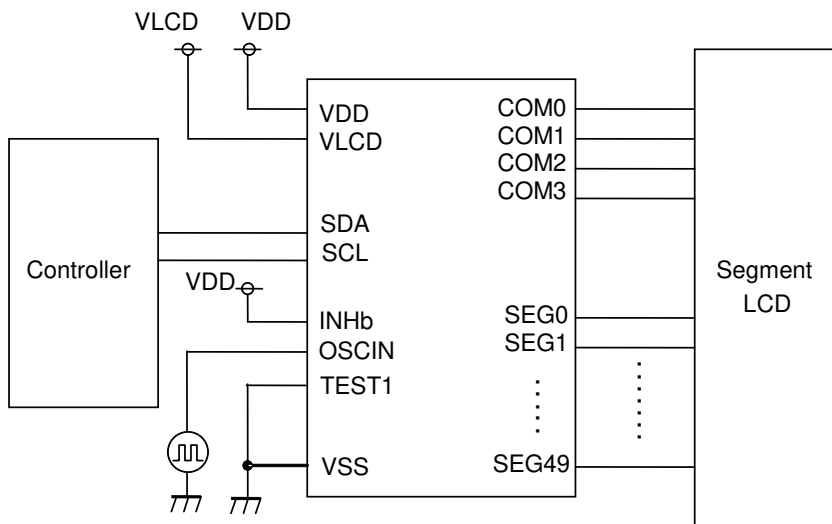 VLCD
VDD
VDD
VLCD
SDA
SCL
INHb
OSCIN
TEST1
VSS
COM0
COM1
COM2
COM3
SEG0
SEG1
SEG49
Controller
VDD
Segment
LCD